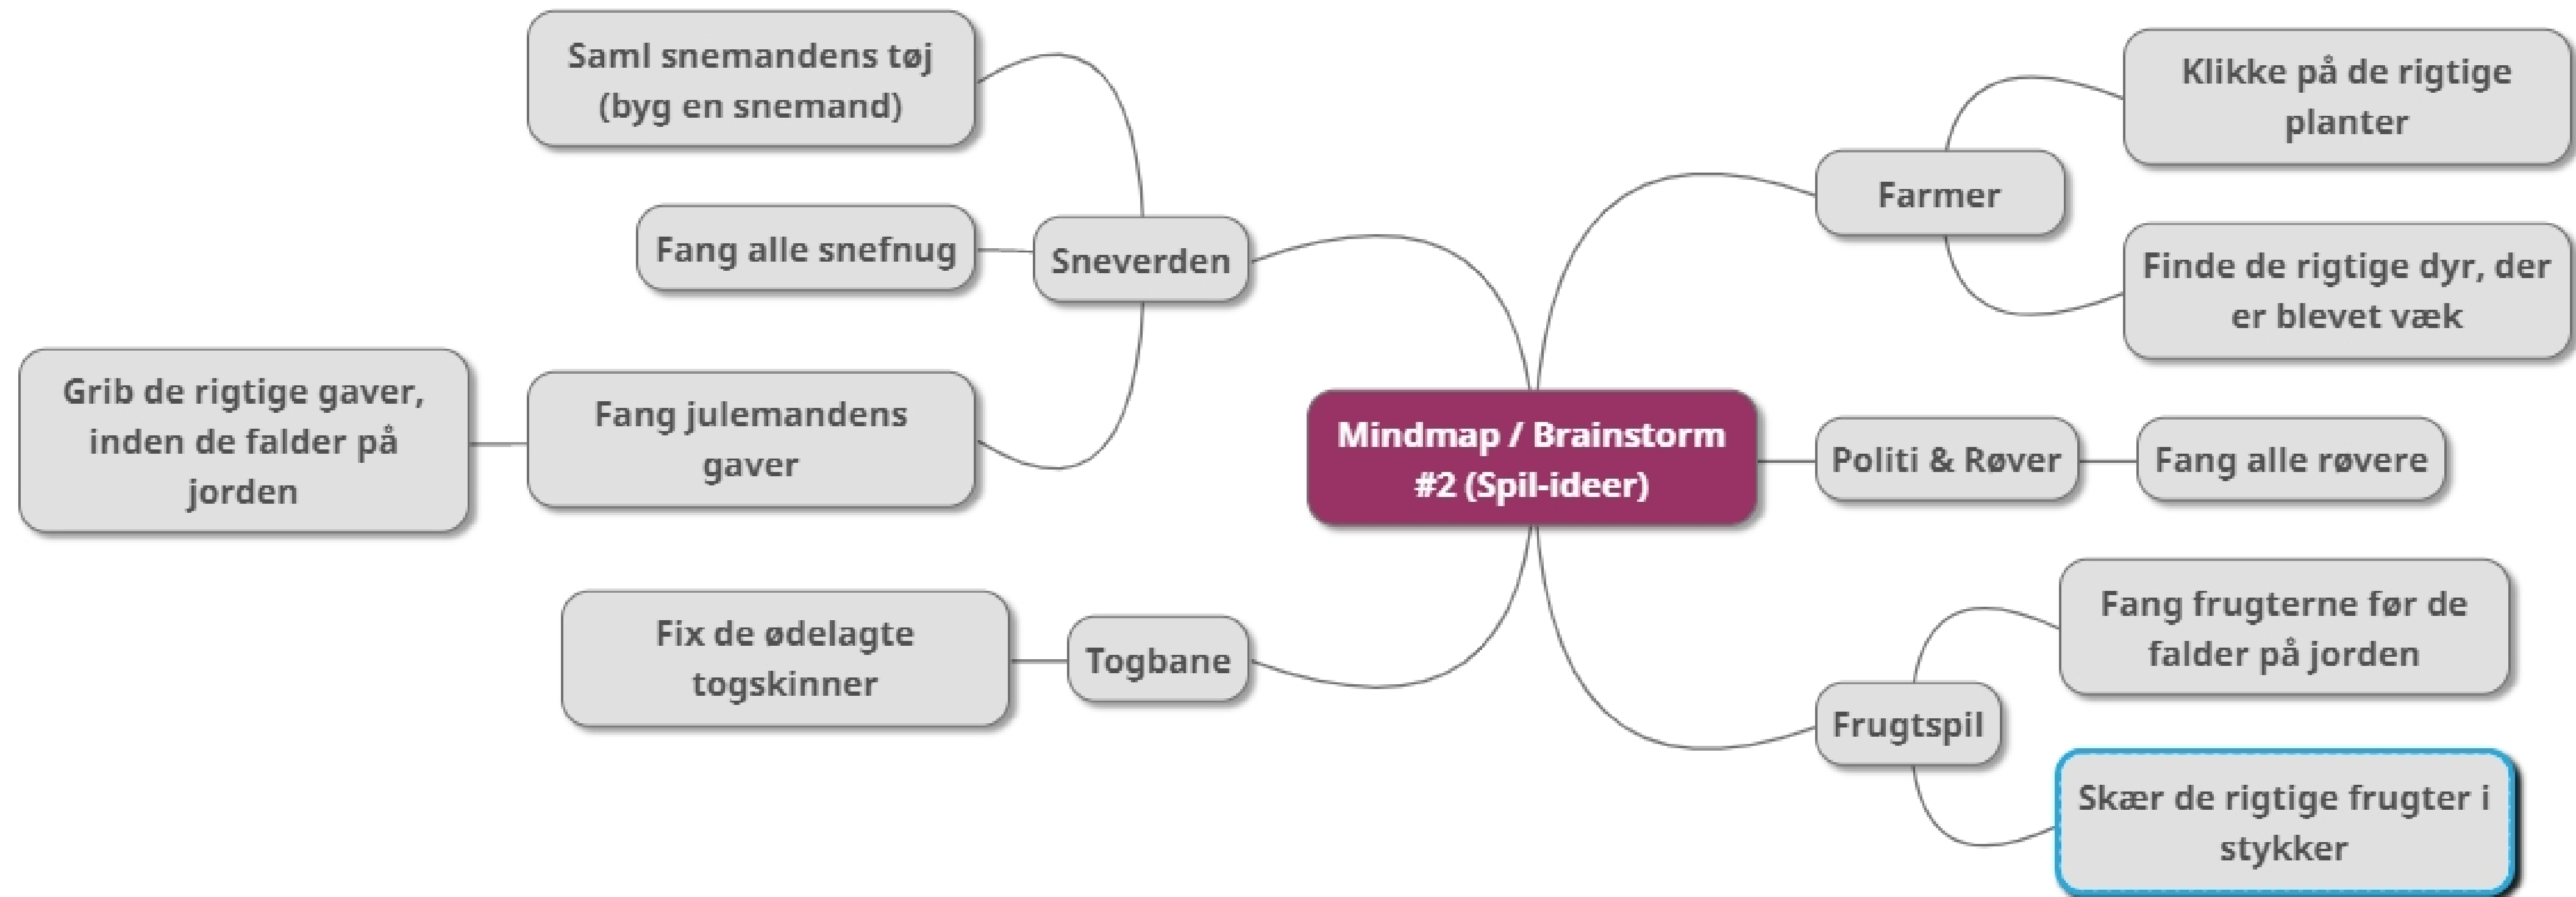 Saml snemandens tøj
(byg en snemand)
Fang alle snefnug
Sneverden
Grib de rigtige gaver,
inden de falder på
jorden
Fang julemandens
gaver
Fix de ødelagte
togskinner
Togbane
Mindmap / Brainstorm
#2 (Spil-ideer)
Klikke på de rigtige
planter
Farmer
Finde de rigtige dyr, der
er blevet væk
Politi & Røver
Fang alle røvere
Fang frugterne før de
falder på jorden
Frugtspil
Skær de rigtige frugter i
stykker